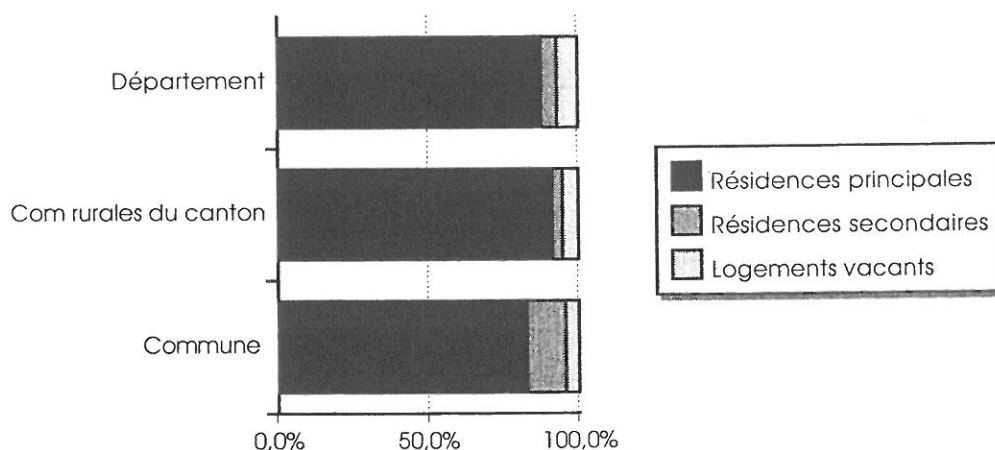 Département
Com rurales du canton
Commune
0,0%
50,0%
100,0%
Résidences principales
Résidences secondaires
Logements vacants